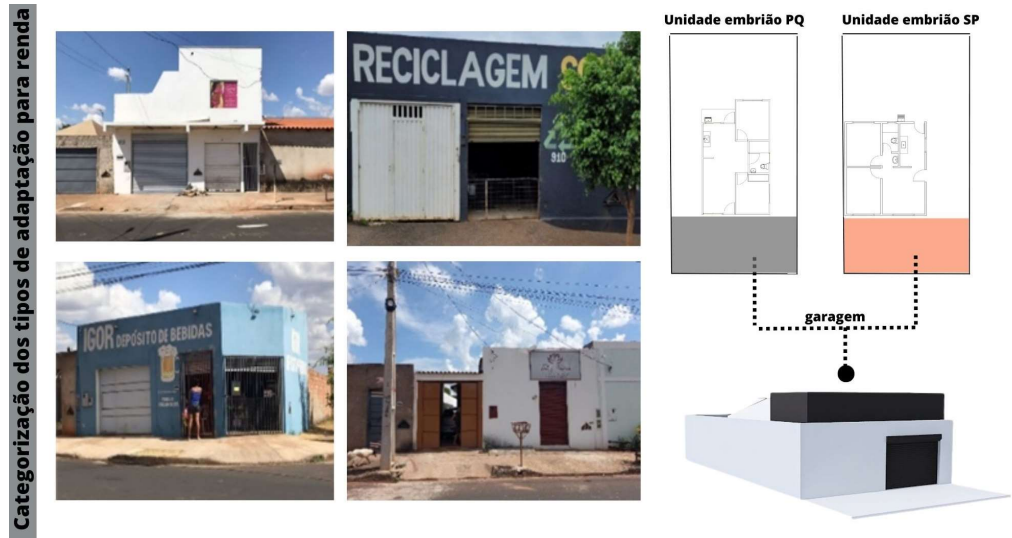 Categorização dos tipos de adaptação para renda
RECICLAGEM
310
IGOR DEPÓSITO DE BEBIDAS
Unidade embrião PQ
Unidade embrião SP
garagem